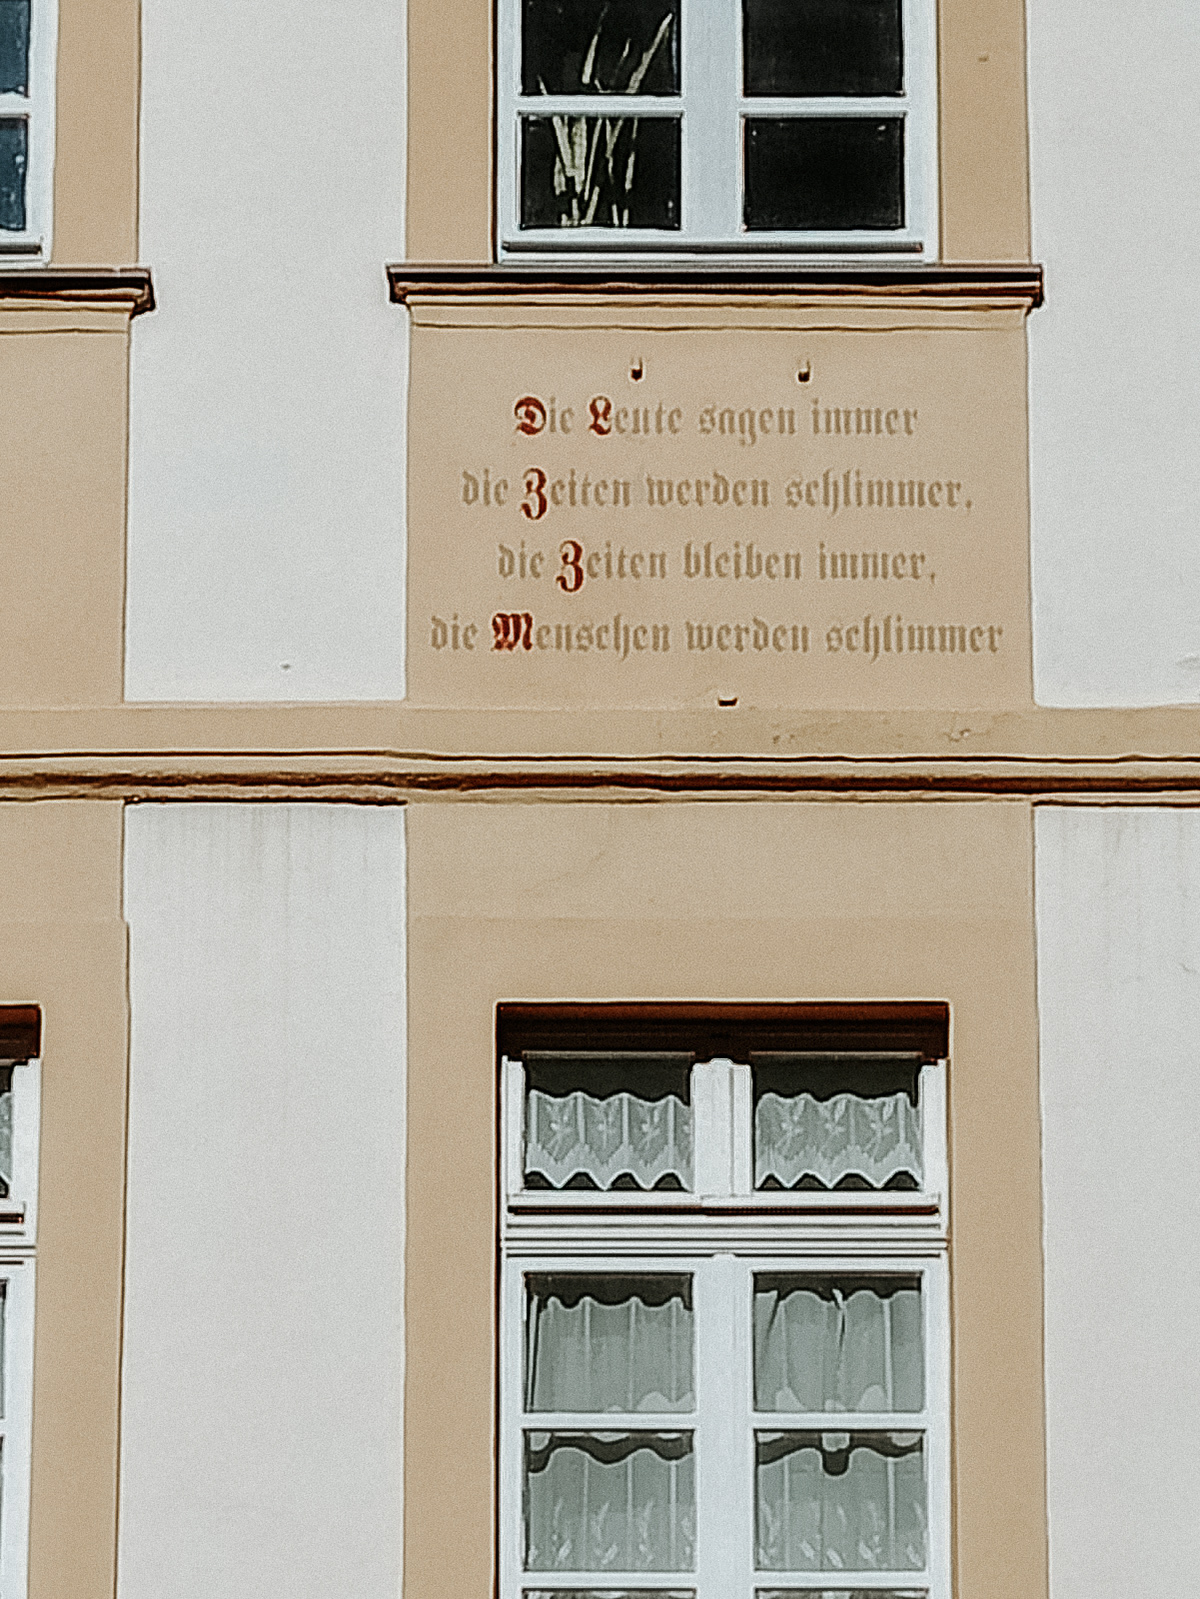 Die Leute sagen immer
die Zeiten werden schlimmer,
die Zeiten bleiben immer,
die Menschen werden schlimmer